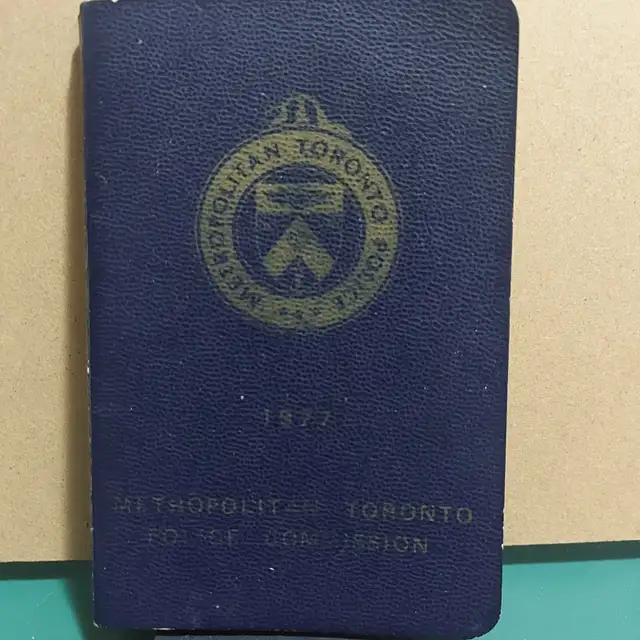 METROPOLITAN TORONTO POLICE
1977
METROPOLITAN TORONTO
POLICE COMMISSION